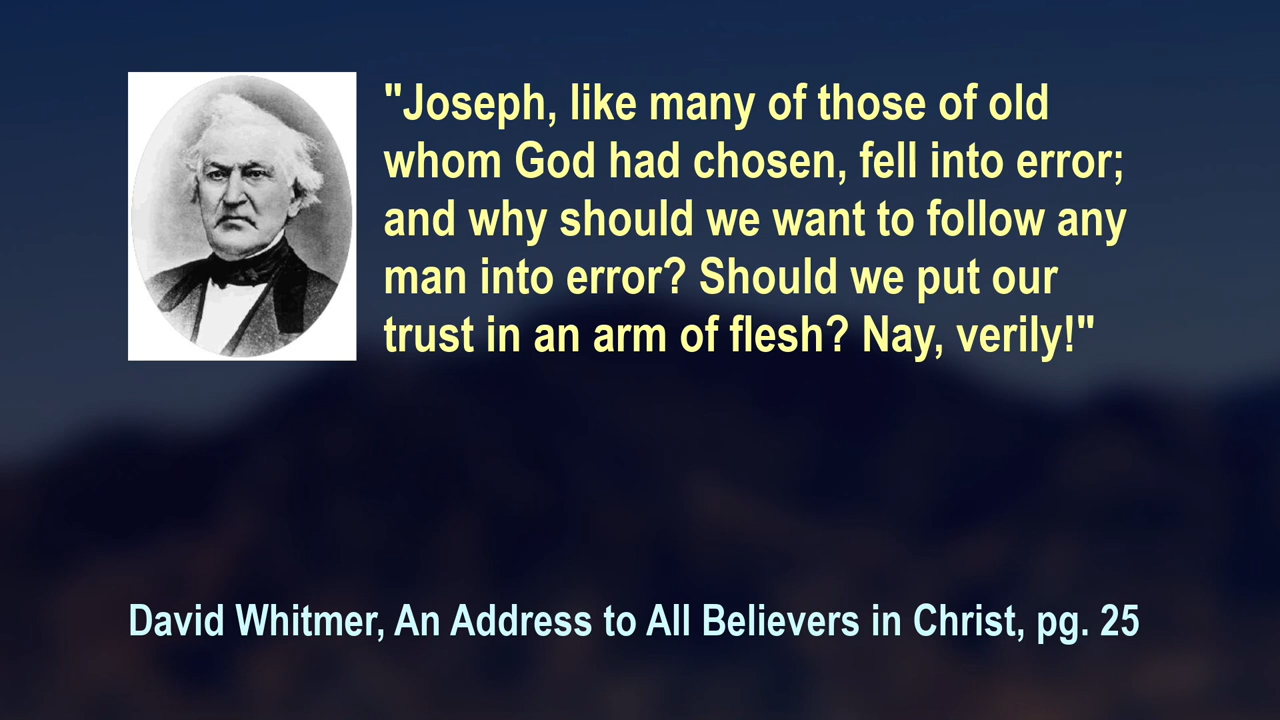 "Joseph, like many of those of old
whom God had chosen, fell into error;
and why should we want to follow any
man into error? Should we put our
trust in an arm of flesh? Nay, verily!"
David Whitmer, An Address to All Believers in Christ, pg. 25